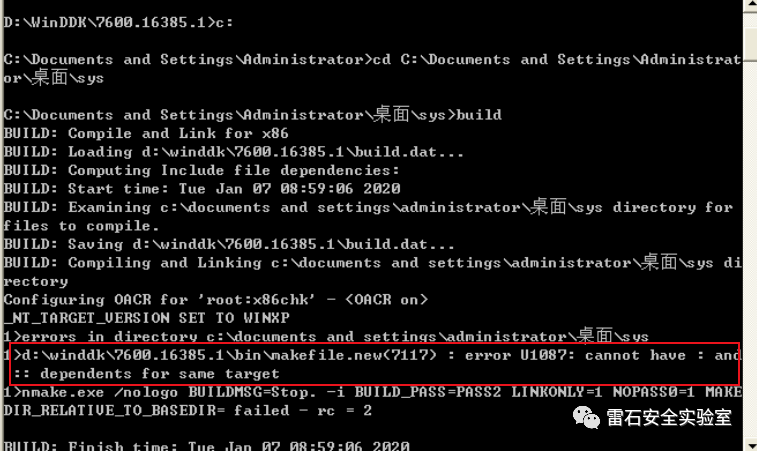 D:\WinDDK\7600.16385.1>c:
C:\Documents and Settings\Administrator>cd C:\Documents and Settings\Administrat
or\桌面\sys
C:\Documents and Settings\Administrator\桌面\sys>build
BUILD: Compile and Link for x86
BUILD: Loading d:\winddk\7600.16385.1\build.dat...
BUILD: Computing Include file dependencies:
BUILD: Start time: Tue Jan 07 08:59:06 2020
BUILD: Examining c:\documents and settings\administrator\桌面\sys directory for
files to compile.
BUILD: Saving d:\winddk\7600.16385.1\build.dat...
BUILD: Compiling and Linking c:\documents and settings\administrator\桌面\sys di
rectory
Configuring OACR for 'root:x86chk' - <OACR on>
_NT_TARGET_VERSION SET TO WINXP
1>errors in directory c:\documents and settings\administrator\桌面\sys
1>d:\winddk\7600.16385.1\bin\makefile.new(7117) : error U1087: cannot have : and
:: dependents for same target
1>nmake.exe /nologo BUILDMSG=Stop. -i BUILD_PASS=PASS2 LINKONLY=1 NOPASS0=1 MAKE
DIR_RELATIVE_TO_BASEDIR= failed - rc = 2
雷石安全实验室
BUILD: Finish time: Tue Jan 07 08:59:06 2020